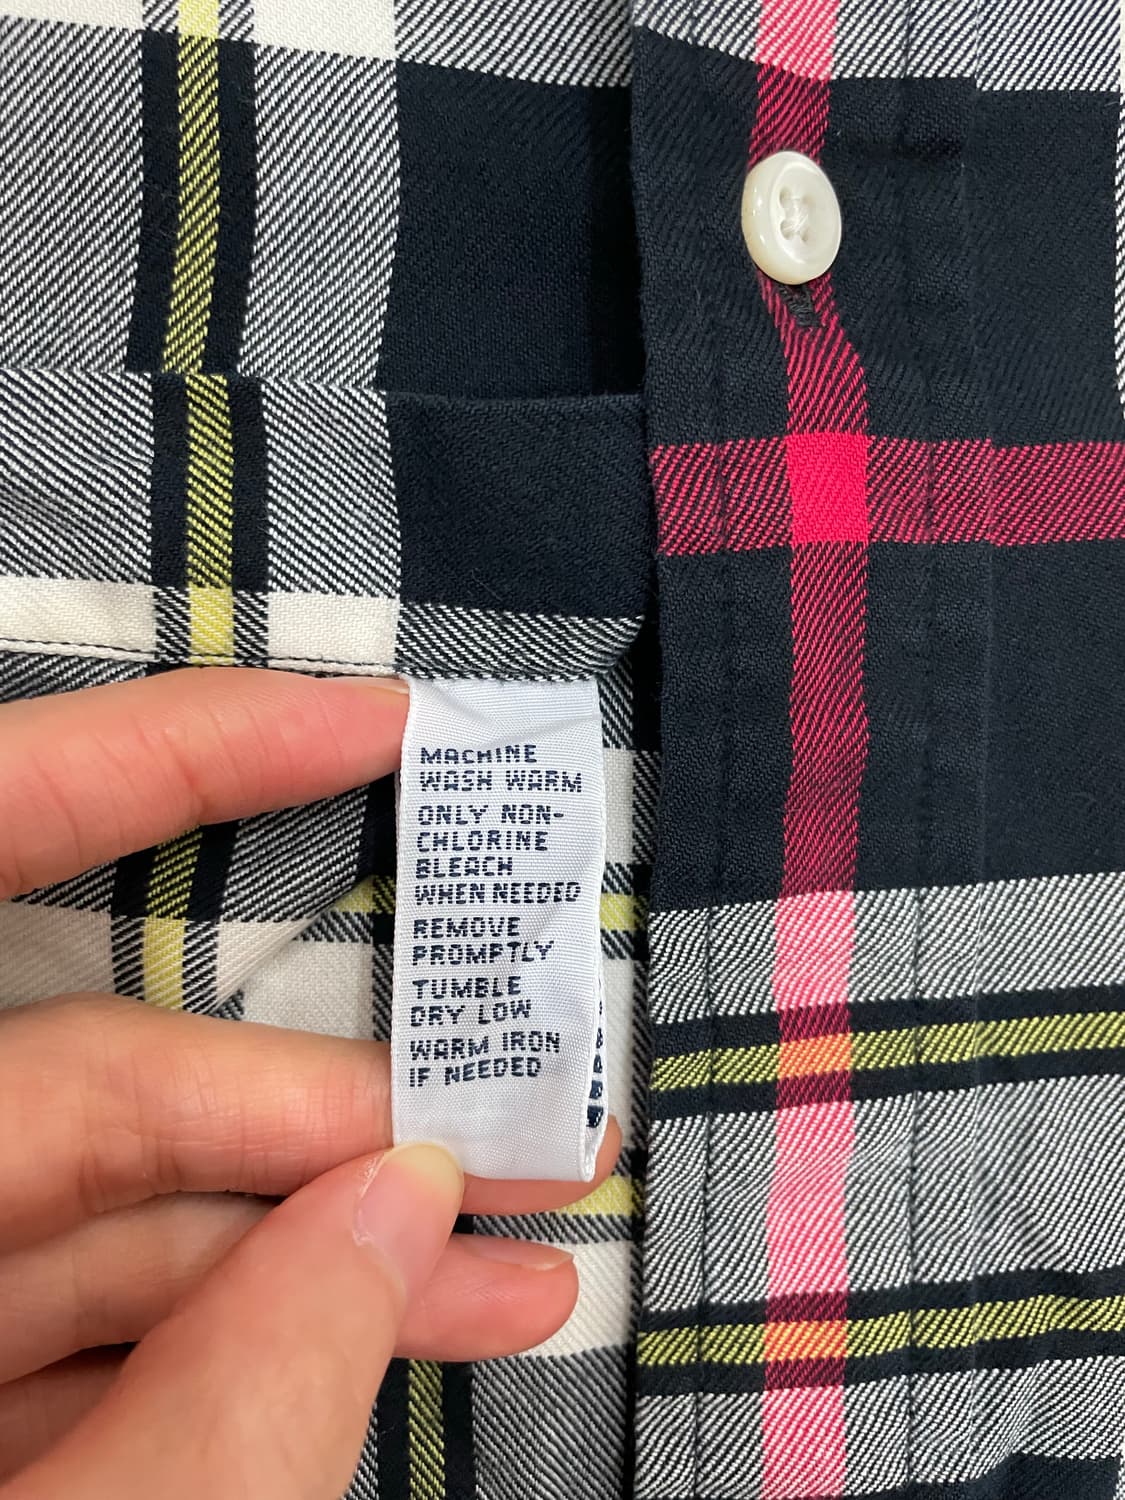 MACHINE
WASH WARM
ONLY NON-
CHLORINE
BLEACH
WHEN NEEDED
REMOVE
PROMPTLY
TUMBLE
DRY LOW
WARM IRON
IF NEEDED